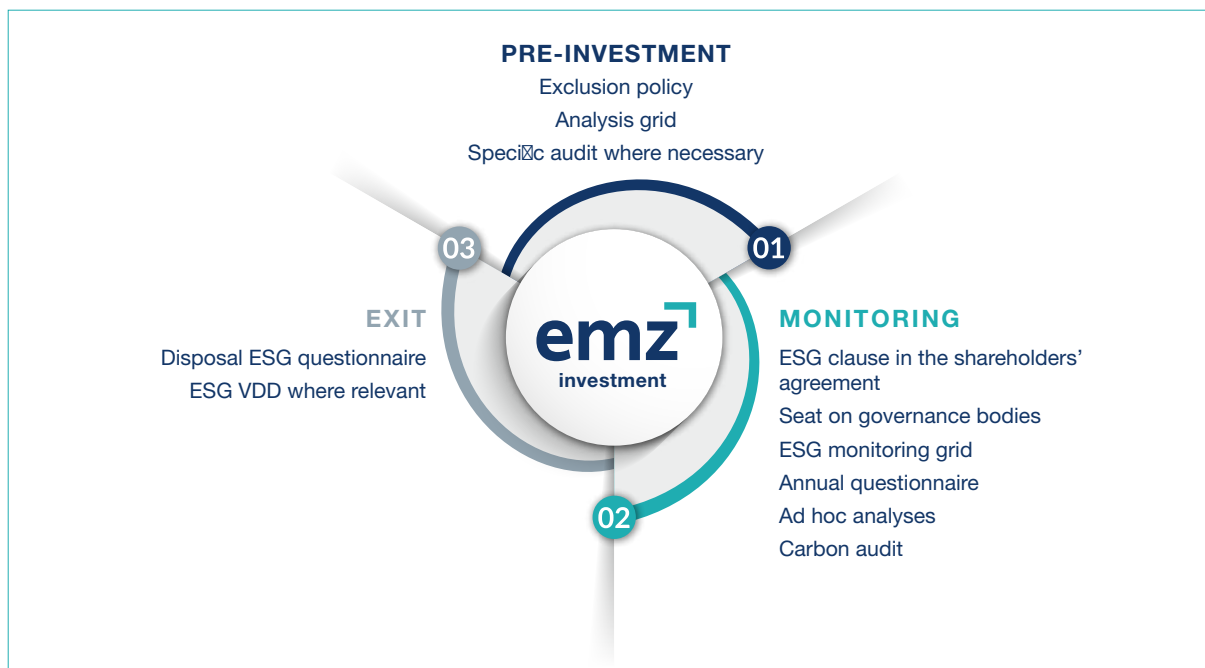 PRE-INVESTMENT
Exclusion policy
Analysis grid
Speci☒c audit where necessary
03
01
EXIT
Disposal ESG questionnaire
ESG VDD where relevant
emz
investment
MONITORING
ESG clause in the shareholders’
agreement
Seat on governance bodies
ESG monitoring grid
Annual questionnaire
Ad hoc analyses
Carbon audit
02